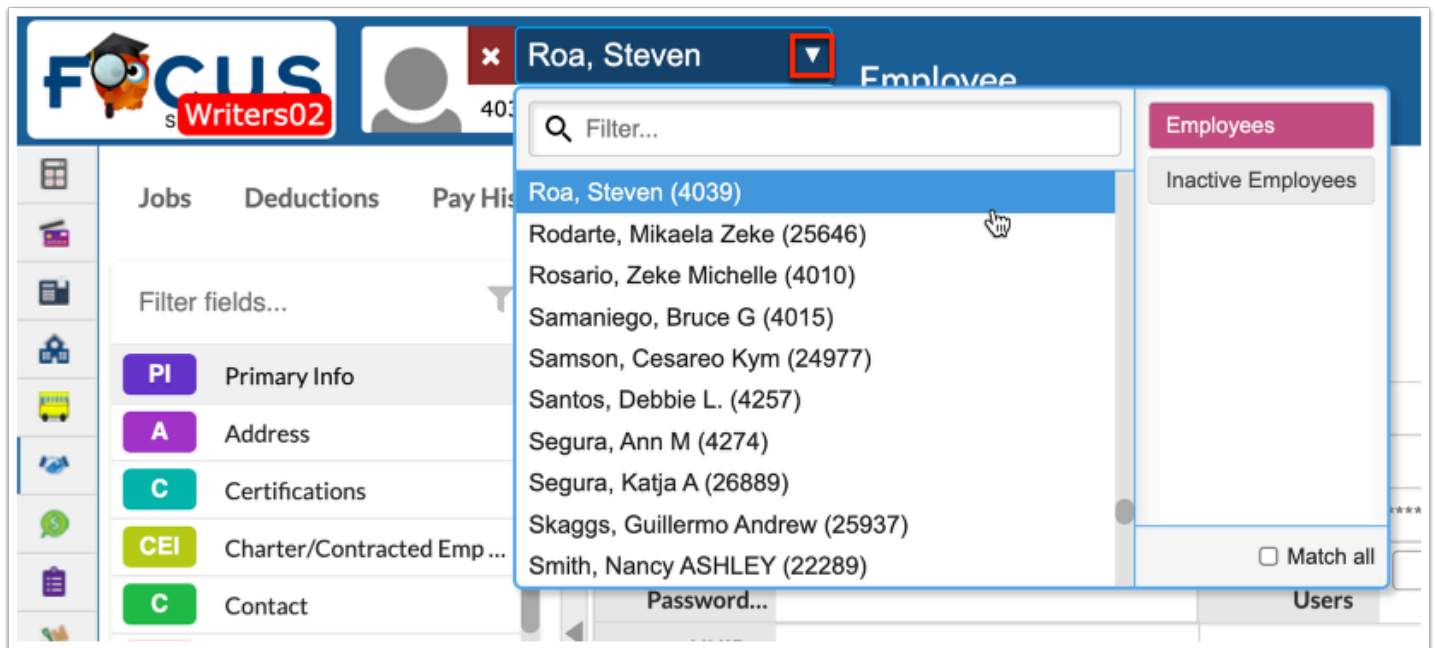 FOCUS
S
Writers02
Roa, Steven
403
Employee
Filter...
Employees
Inactive Employees
Roa, Steven (4039)
Rodarte, Mikaela Zeke (25646)
Rosario, Zeke Michelle (4010)
Samaniego, Bruce G (4015)
Samson, Cesareo Kym (24977)
Santos, Debbie L. (4257)
Segura, Ann M (4274)
Segura, Katja A (26889)
Skaggs, Guillermo Andrew (25937)
Smith, Nancy ASHLEY (22289)
Match all
Jobs
Deductions
Pay His
Filter fields...
PI Primary Info
A Address
C Certifications
CEI Charter/Contracted Emp ...
C Contact
****
Password...
Users